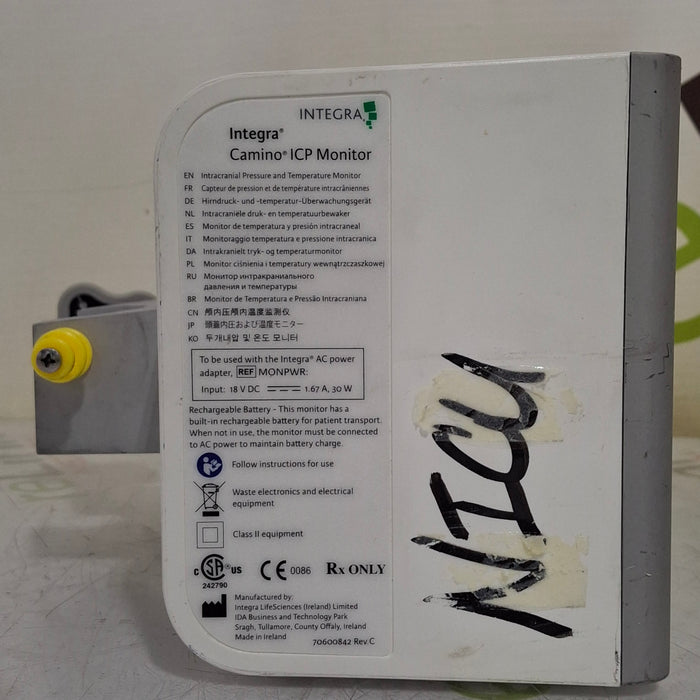 INTEGRA
Integra®
Camino® ICP Monitor
EN Intracranial Pressure and Temperature Monitor
FR Capteur de pression et de température intracrâniennes
DE Hirndruck- und -temperatur-Überwachungsgerät
NL Intracraniële druk- en temperatuurbewaker
ES Monitor de temperatura y presión intracraneal
IT Monitoraggio temperatura e pressione intracranica
DA Intrakranielt tryk- og temperaturmonitor
PL Monitor ciśnienia i temperatury wewnątrzczaszkowej
RU Монитор интракраниального
давления и температуры
BR Monitor de Temperatura e Pressão Intracraniana
CN 颅内压颅内温度监测仪
JP 頭蓋内圧および温度モニター
KO 두개내압 및 온도 모니터
To be used with the Integra® AC power
adapter, REF MONPWR:
Input: 18 V DC 1.67 A, 30 W
Rechargeable Battery - This monitor has a
built-in rechargeable battery for patient transport.
When not in use, the monitor must be connected
to AC power to maintain battery charge.
Follow instructions for use
Waste electronics and electrical
equipment
Class II equipment
C SA® US
242790
CE 0086
Rx ONLY
Manufactured by:
Integra LifeSciences (Ireland) Limited
IDA Business and Technology Park
Sragh, Tullamore, County Offaly, Ireland
Made in Ireland
70600842 Rev C
NICU